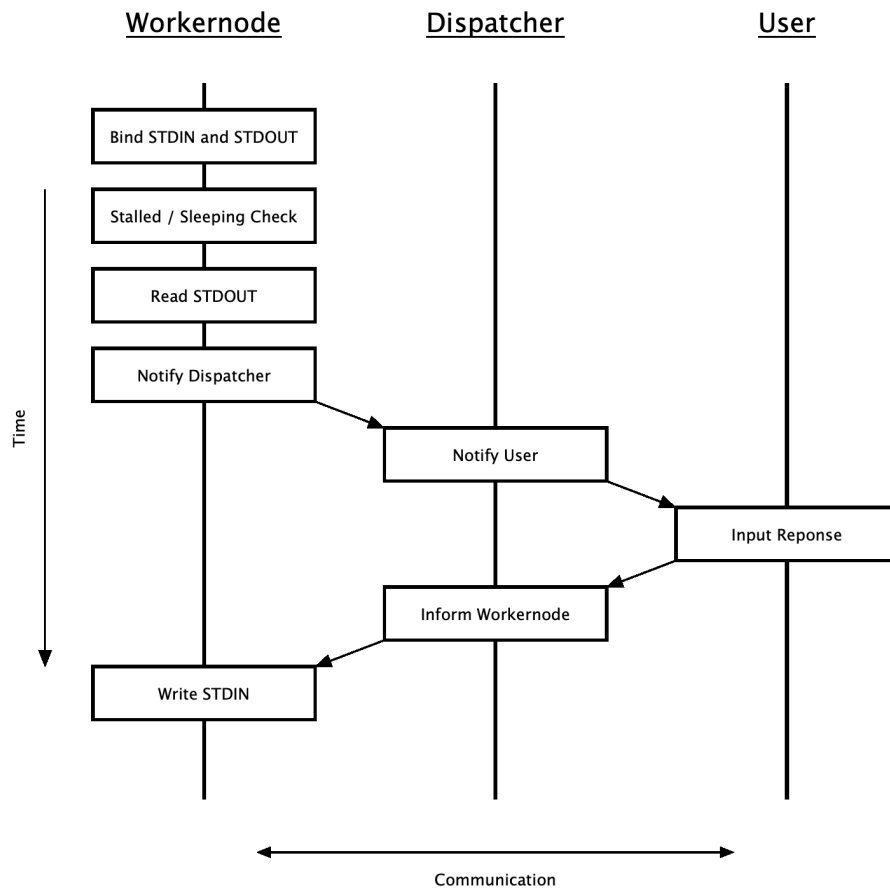 Workernode
Dispatcher
User
Bind STDIN and STDOUT
Stalled / Sleeping Check
Read STDOUT
Notify Dispatcher
Time
Notify User
Input Reponse
Inform Workernode
Write STDIN
Communication